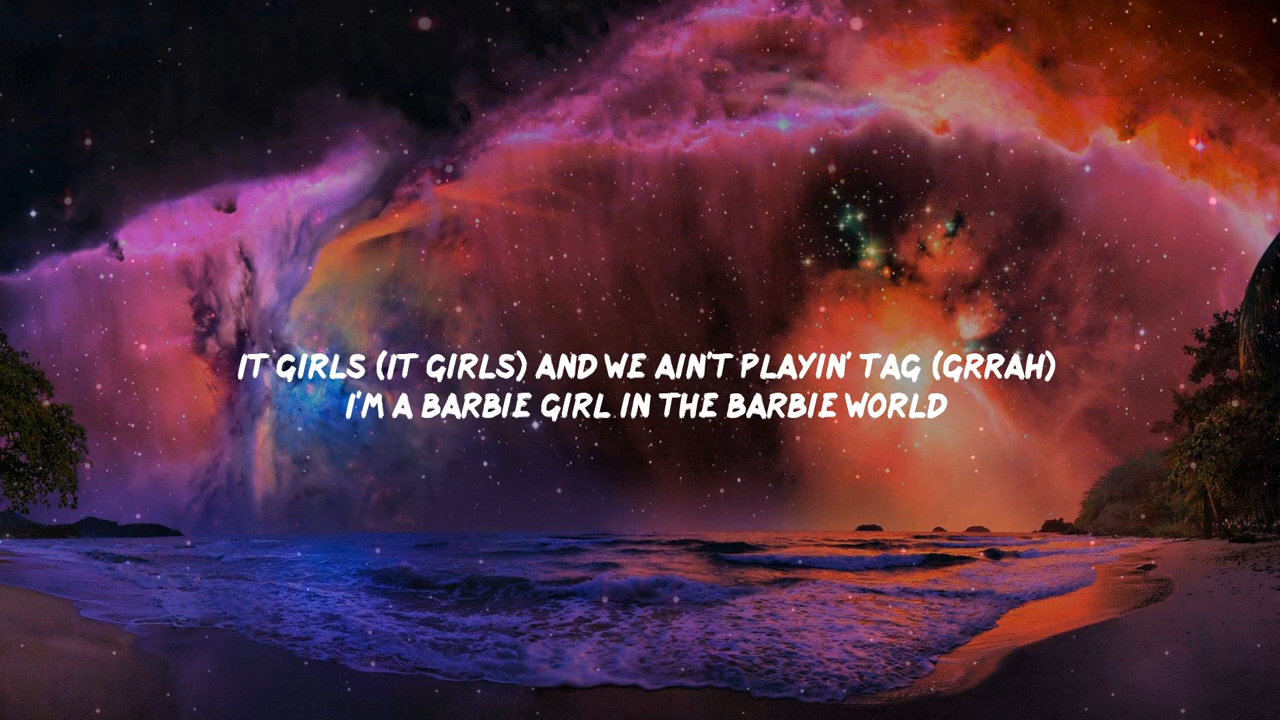 IT GIRLS (IT GIRLS) AND WE AIN'T PLAYIN' TAG (GRRAH)
I'M A BARBIE GIRL IN THE BARBIE WORLD